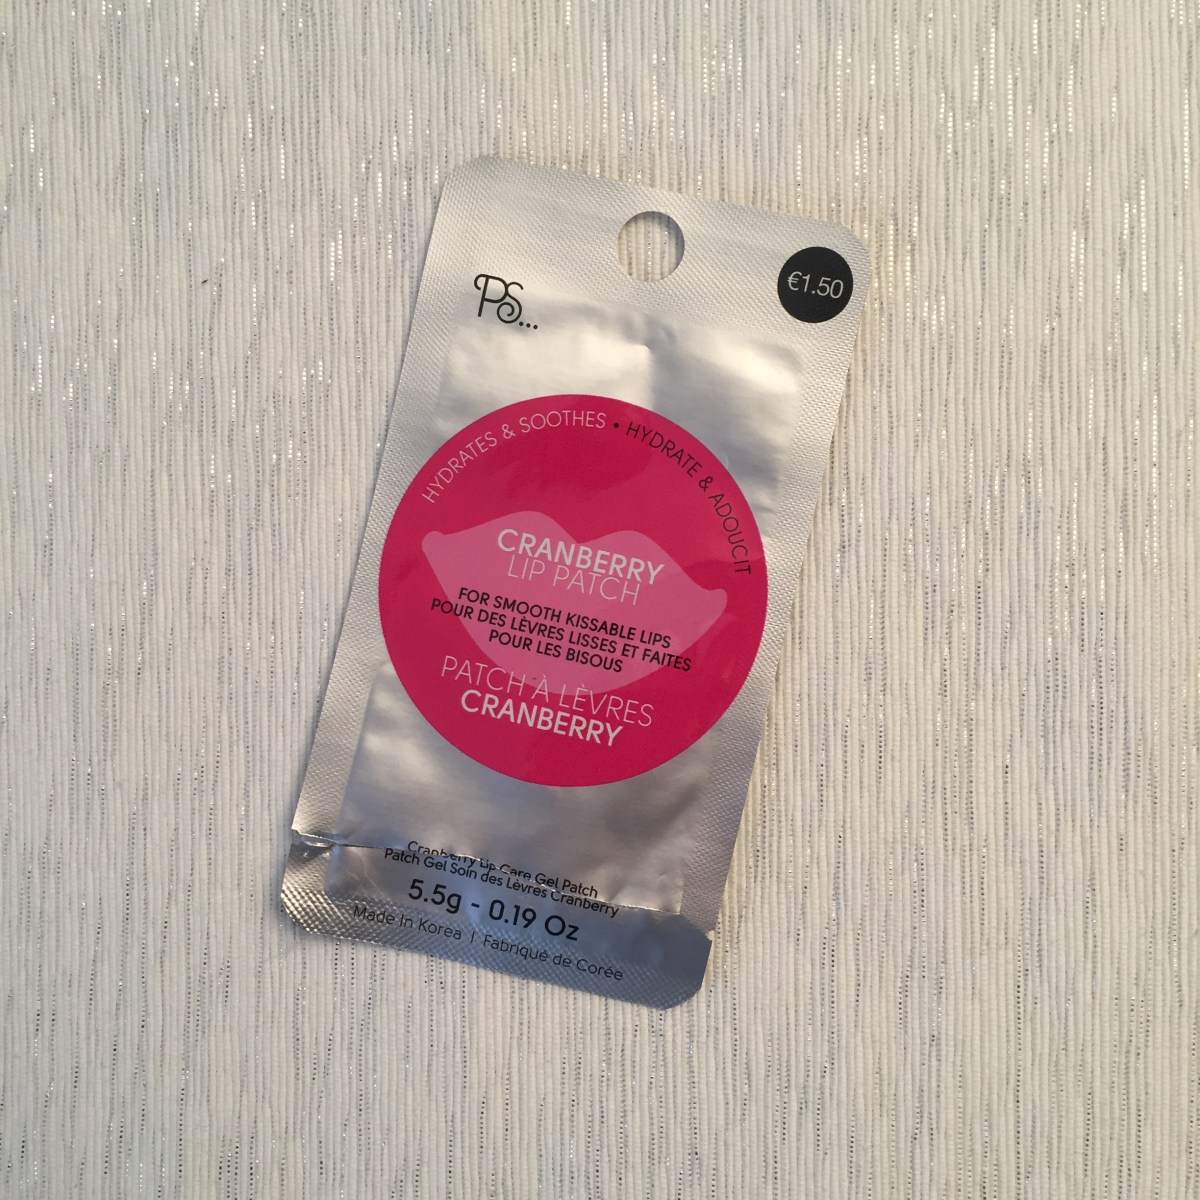 PS...
€1.50
HYDRATES & SOOTHES • HYDRATE & ADOUCIT
CRANBERRY
LIP PATCH
FOR SMOOTH KISSABLE LIPS
POUR DES LÈVRES LISSES ET FAITES
POUR LES BISOUS
PATCH À LÈVRES
CRANBERRY
Cranberry Lip Care Gel Patch
Patch Gel Soin des Lèvres Cranberry
5.5g - 0.19 Oz
Made In Korea | Fabriqué de Corée